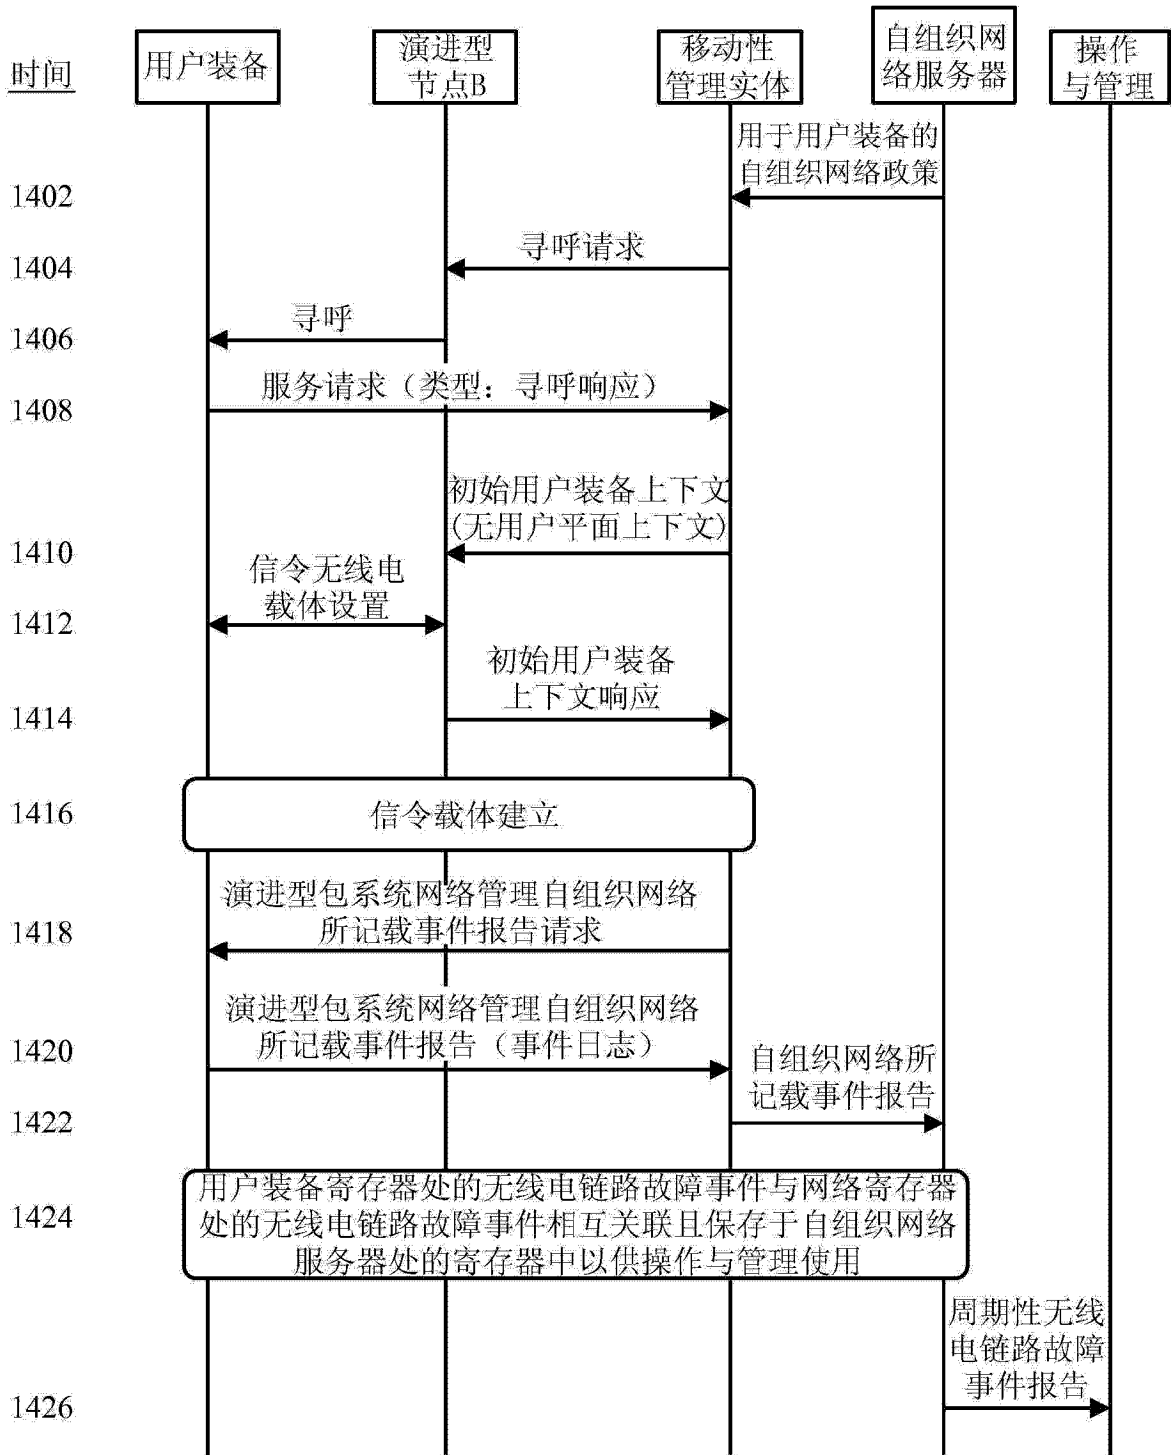 时间
用户装备
演进型
节点B
移动性
管理实体
自组织网
络服务器
操作
与管理
用于用户装备的
自组织网络政策
1402
寻呼请求
1404
寻呼
1406
服务请求（类型：寻呼响应）
1408
初始用户装备上下文
(无用户平面上下文)
1410
信令无线电
载体设置
1412
初始用户装备
上下文响应
1414
信令载体建立
1416
演进型包系统网络管理自组织网络
所记载事件报告请求
1418
演进型包系统网络管理自组织网络
所记载事件报告（事件日志）
1420
自组织网络所
记载事件报告
1422
用户装备寄存器处的无线电链路故障事件与网络寄存器
处的无线电链路故障事件相互关联且保存于自组织网络
服务器处的寄存器中以供操作与管理使用
1424
周期性无线
电链路故障
事件报告
1426